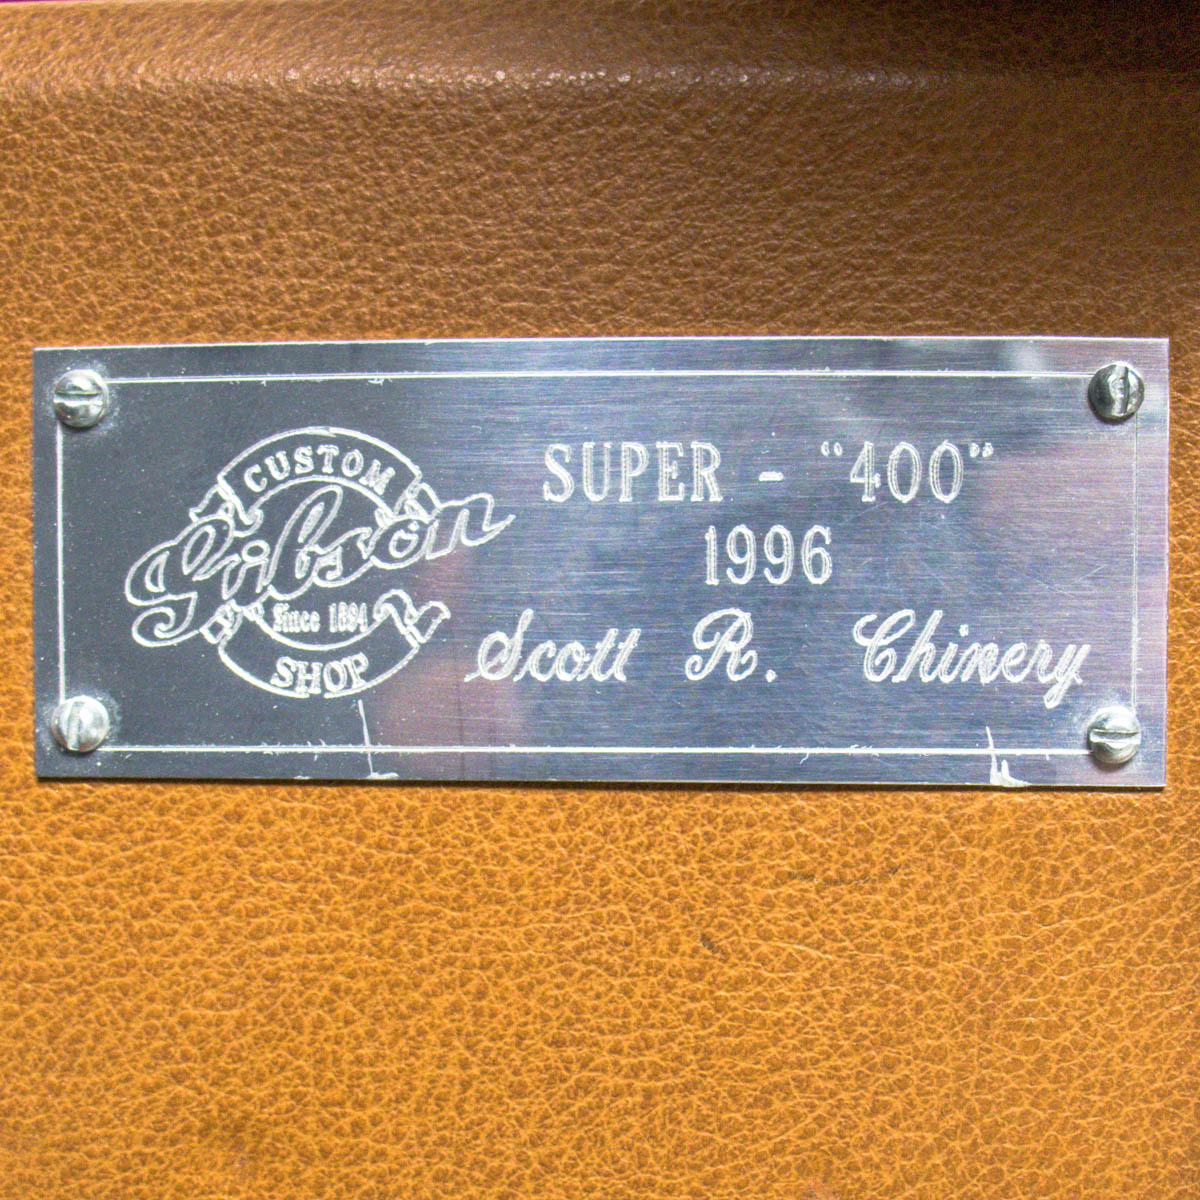 CUSTOM
Gibson
Since 1894
SHOP
SUPER - "400"
1996
Scott R. Chinery